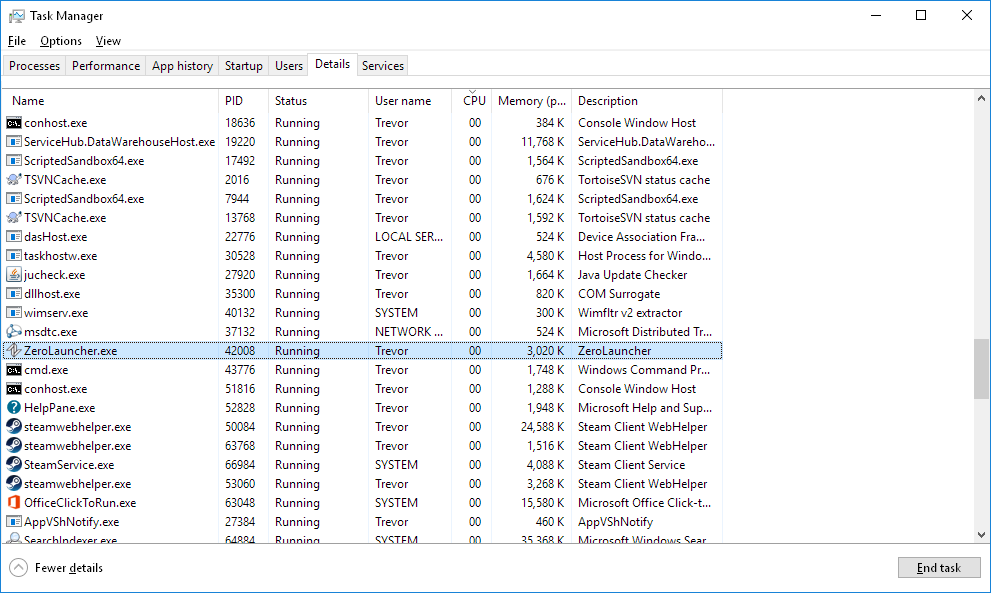 Task Manager
File Options View
Processes Performance App history Startup Users Details Services
Name PID Status User name CPU Memory (p... Description
conhost.exe 18636 Running Trevor 00 384 K Console Window Host
ServiceHub.DataWarehouseHost.exe 19220 Running Trevor 00 11,768 K ServiceHub.DataWareho...
ScriptedSandbox64.exe 17492 Running Trevor 00 1,564 K ScriptedSandbox64.exe
TSVNCache.exe 2016 Running Trevor 00 676 K TortoiseSVN status cache
ScriptedSandbox64.exe 7944 Running Trevor 00 1,624 K ScriptedSandbox64.exe
TSVNCache.exe 13768 Running Trevor 00 1,592 K TortoiseSVN status cache
dasHost.exe 22776 Running LOCAL SER... 00 524 K Device Association Fra...
taskhostw.exe 30528 Running Trevor 00 4,580 K Host Process for Windo...
jucheck.exe 27920 Running Trevor 00 1,664 K Java Update Checker
dllhost.exe 35300 Running Trevor 00 820 K COM Surrogate
wimserv.exe 40132 Running SYSTEM 00 300 K Wimfltr v2 extractor
msdtc.exe 37132 Running NETWORK ... 00 524 K Microsoft Distributed Tr...
ZeroLauncher.exe 42008 Running Trevor 00 3,020 K ZeroLauncher
cmd.exe 43776 Running Trevor 00 1,748 K Windows Command Pr...
conhost.exe 51816 Running Trevor 00 1,288 K Console Window Host
HelpPane.exe 52828 Running Trevor 00 1,948 K Microsoft Help and Sup...
steamwebhelper.exe 50084 Running Trevor 00 24,588 K Steam Client WebHelper
steamwebhelper.exe 63768 Running Trevor 00 1,516 K Steam Client WebHelper
SteamService.exe 66984 Running SYSTEM 00 4,088 K Steam Client Service
steamwebhelper.exe 53060 Running Trevor 00 3,268 K Steam Client WebHelper
OfficeClickToRun.exe 63048 Running SYSTEM 00 15,580 K Microsoft Office Click-t...
AppVShNotify.exe 27384 Running Trevor 00 460 K AppVShNotify
SearchIndexer.exe 64884 Running SYSTEM 00 35,368 K Microsoft Windows Sear...
Fewer details End task